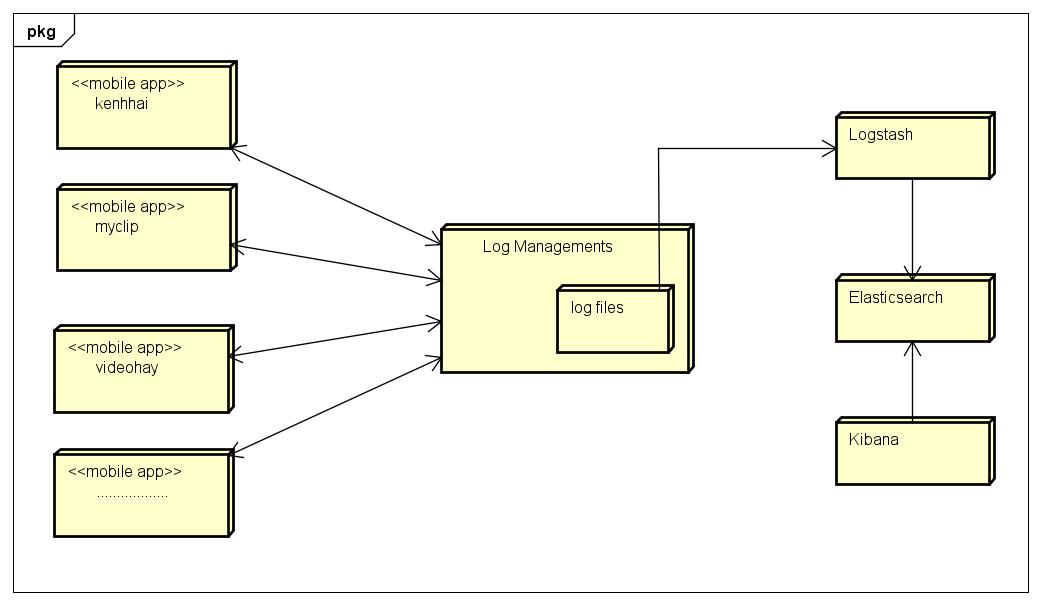 pkg
<<mobile app>>
kenhhai
<<mobile app>>
myclip
<<mobile app>>
videohay
<<mobile app>>
..................
Log Managements
log files
Logstash
Elasticsearch
Kibana